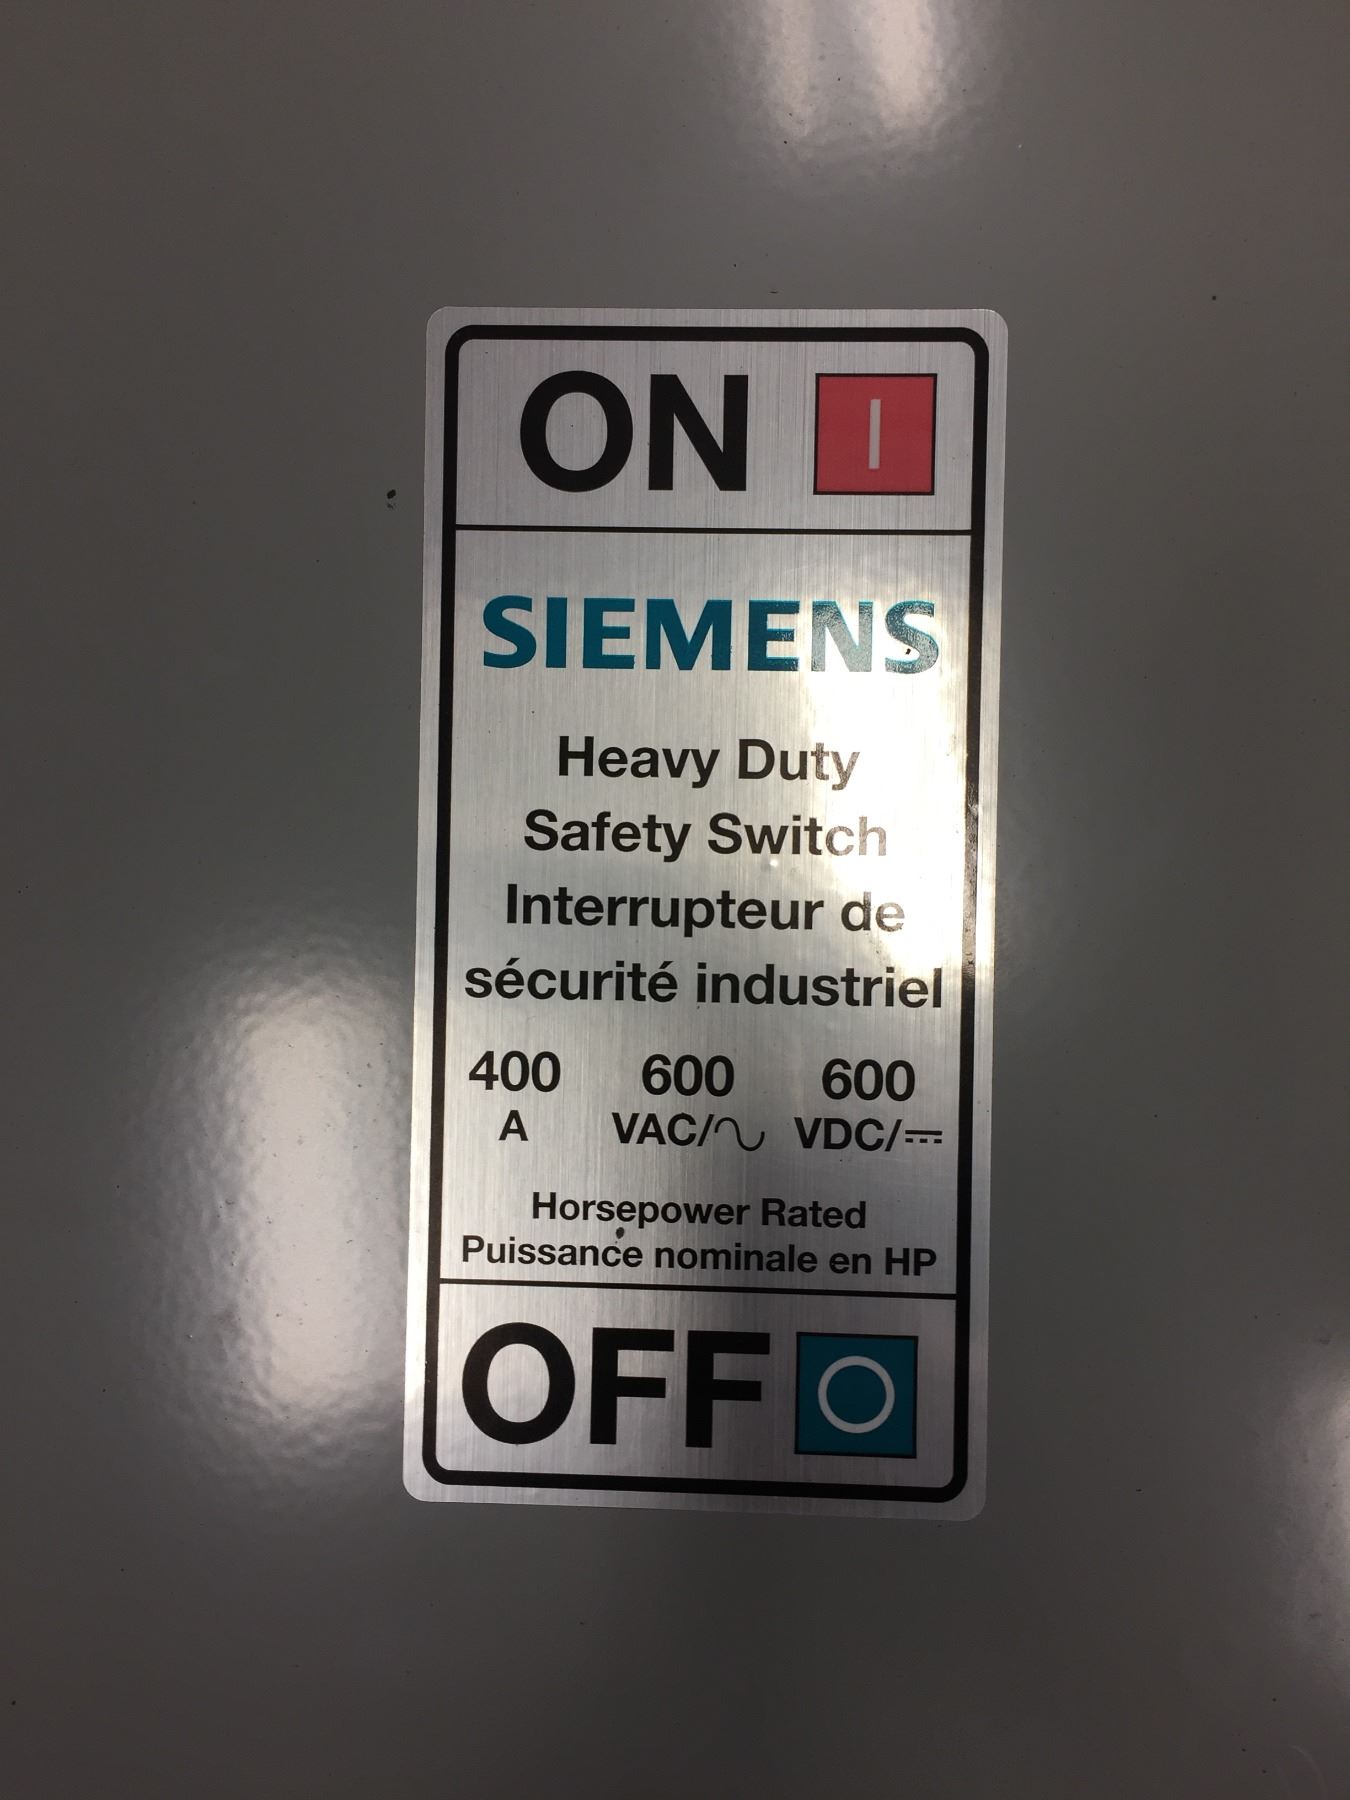 ON I
SIEMENS
Heavy Duty
Safety Switch
Interrupteur de
sécurité industriel
400 600 600
A VAC/∿ VDC/⎓
Horsepower Rated
Puissance nominale en HP
OFF O